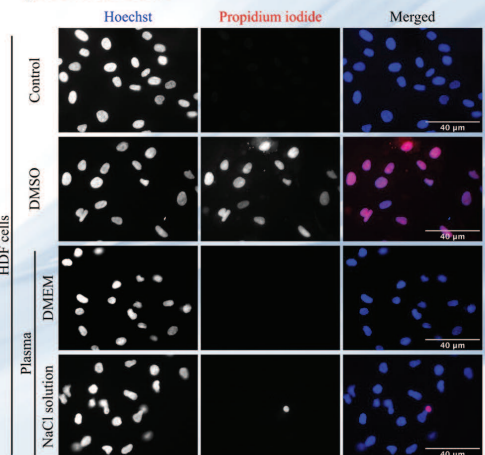 Hoechst Propidium iodide Merged
Control
40 µm
HDF cells
DMSO
40 µm
Plasma
DMEM
40 µm
NaCl solution
40 µm